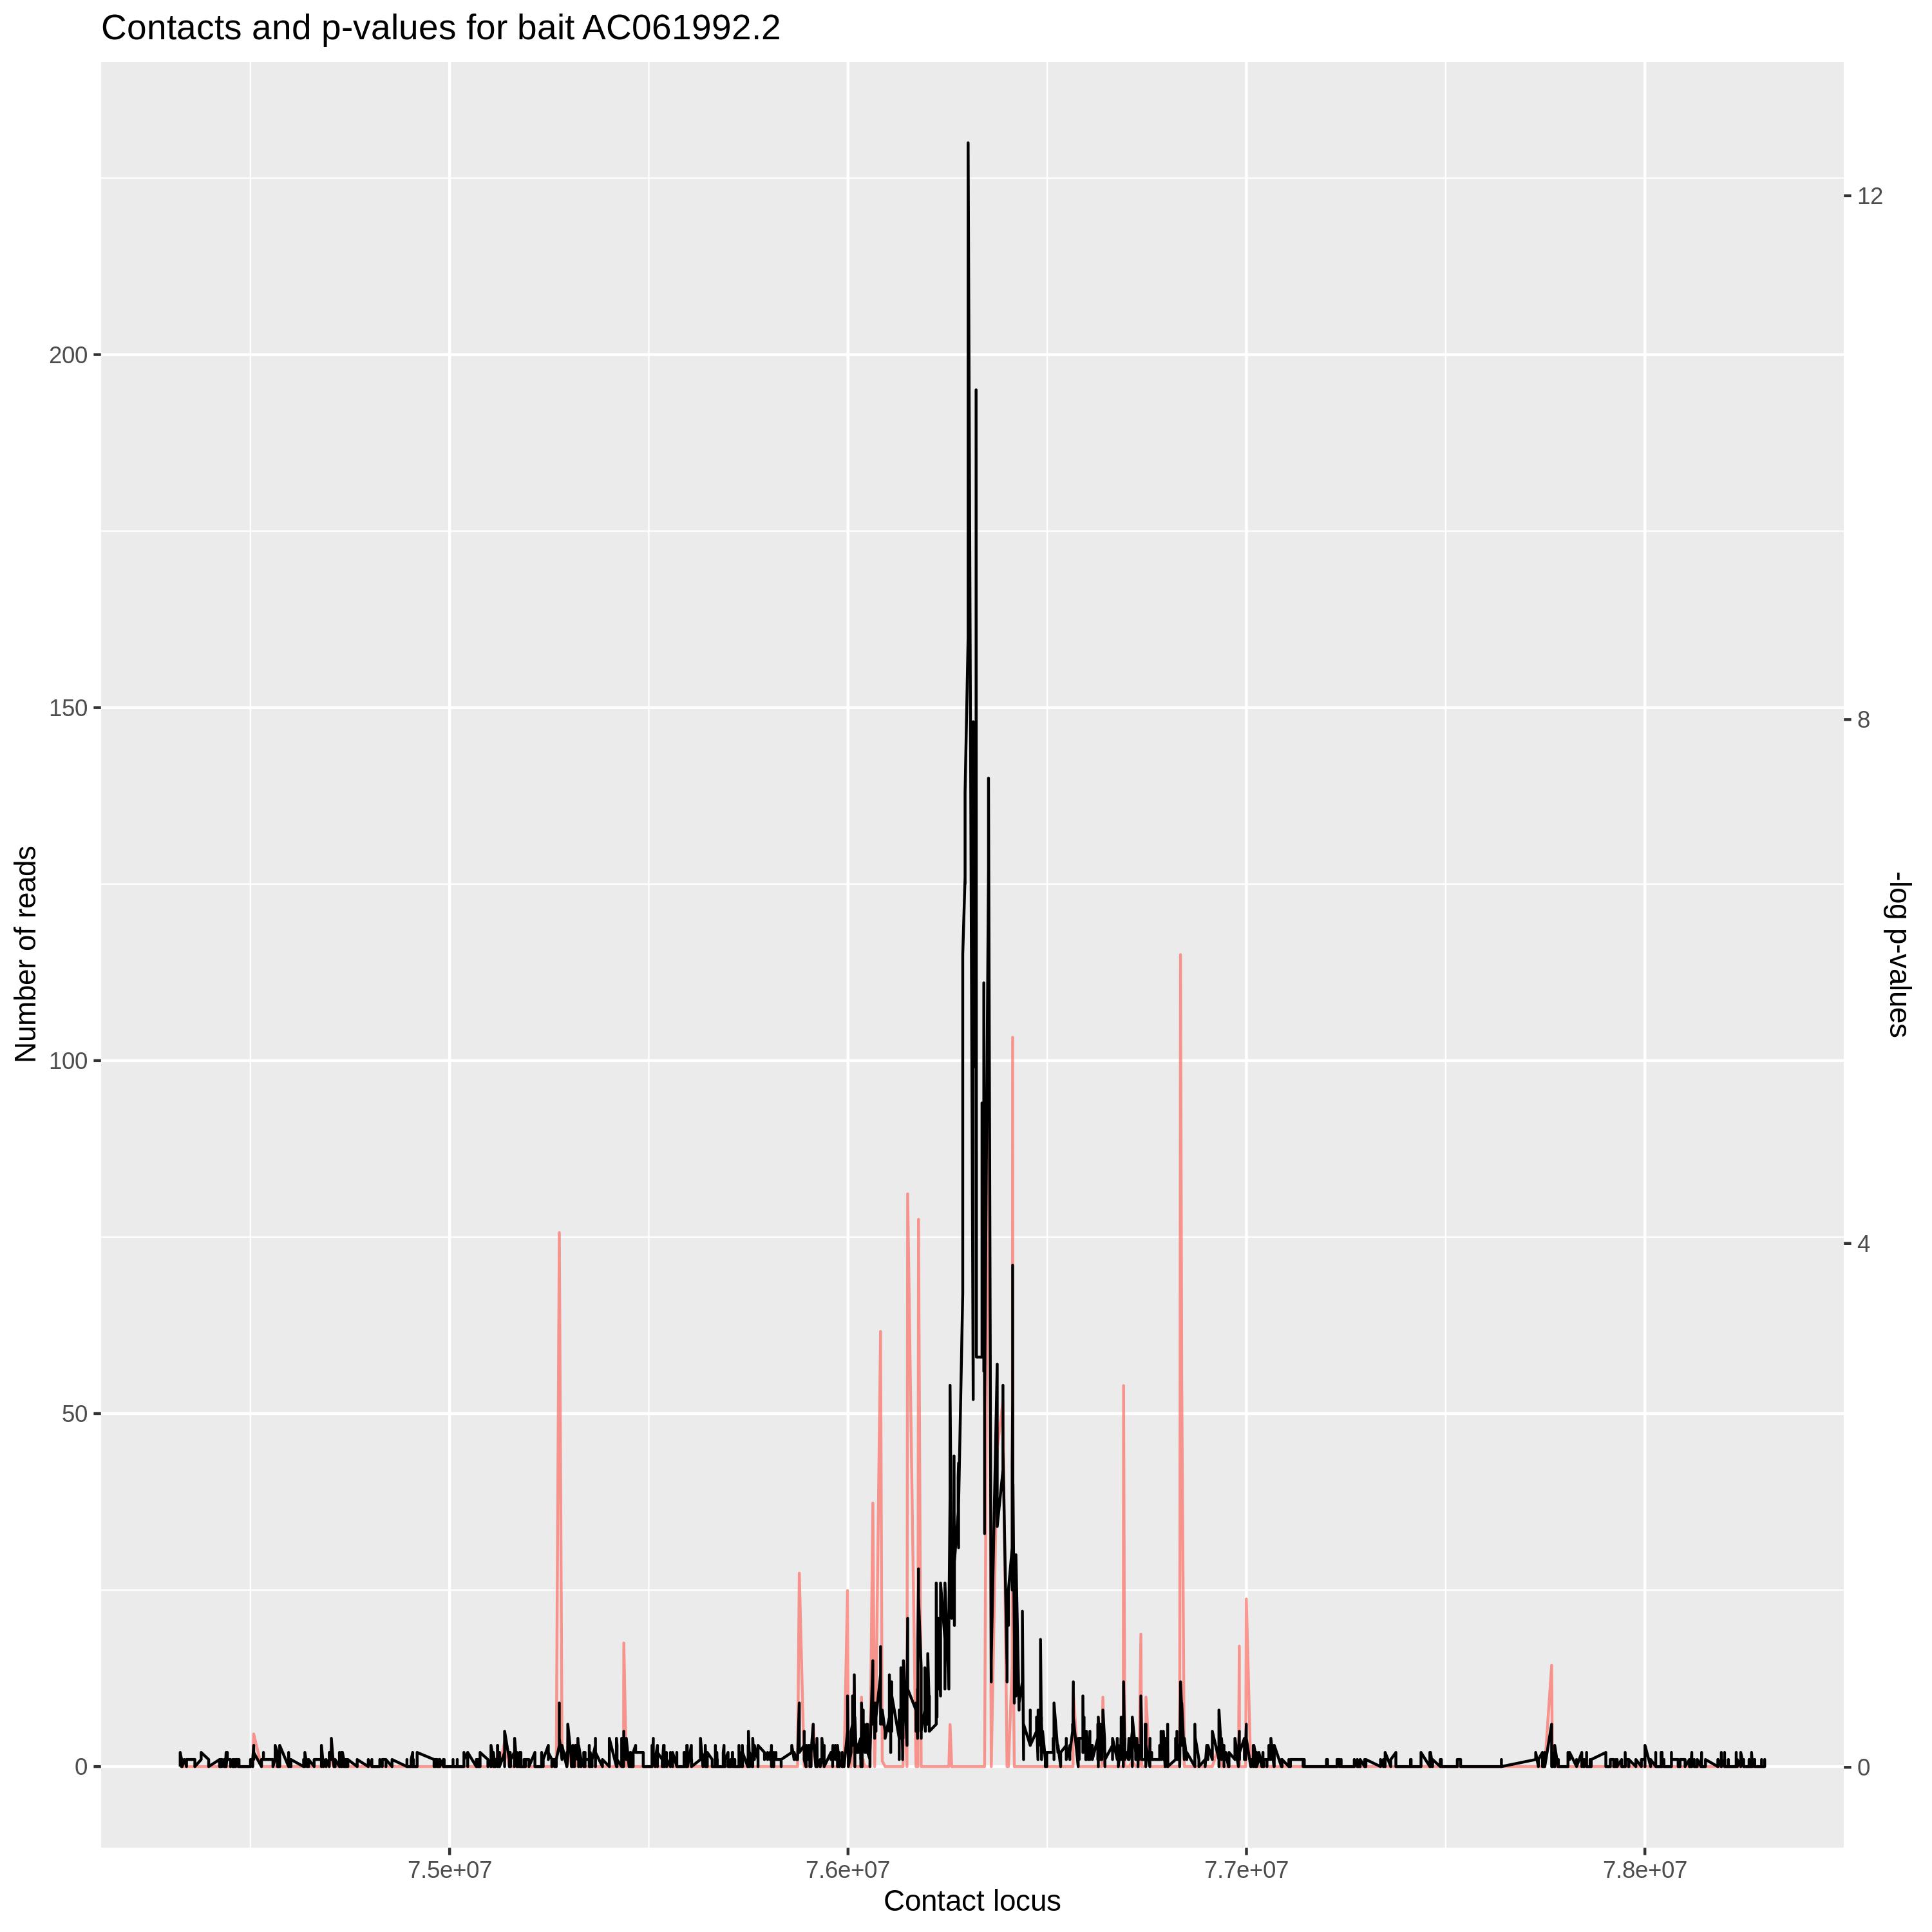 Contacts and p-values for bait AC061992.2
200
150
100
50
0
12
8
4
0
Number of reads
-log p-values
7.5e+07 7.6e+07 7.7e+07 7.8e+07
Contact locus